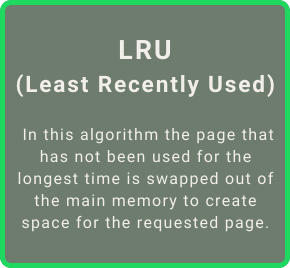 LRU
(Least Recently Used)
In this algorithm the page that
has not been used for the
longest time is swapped out of
the main memory to create
space for the requested page.